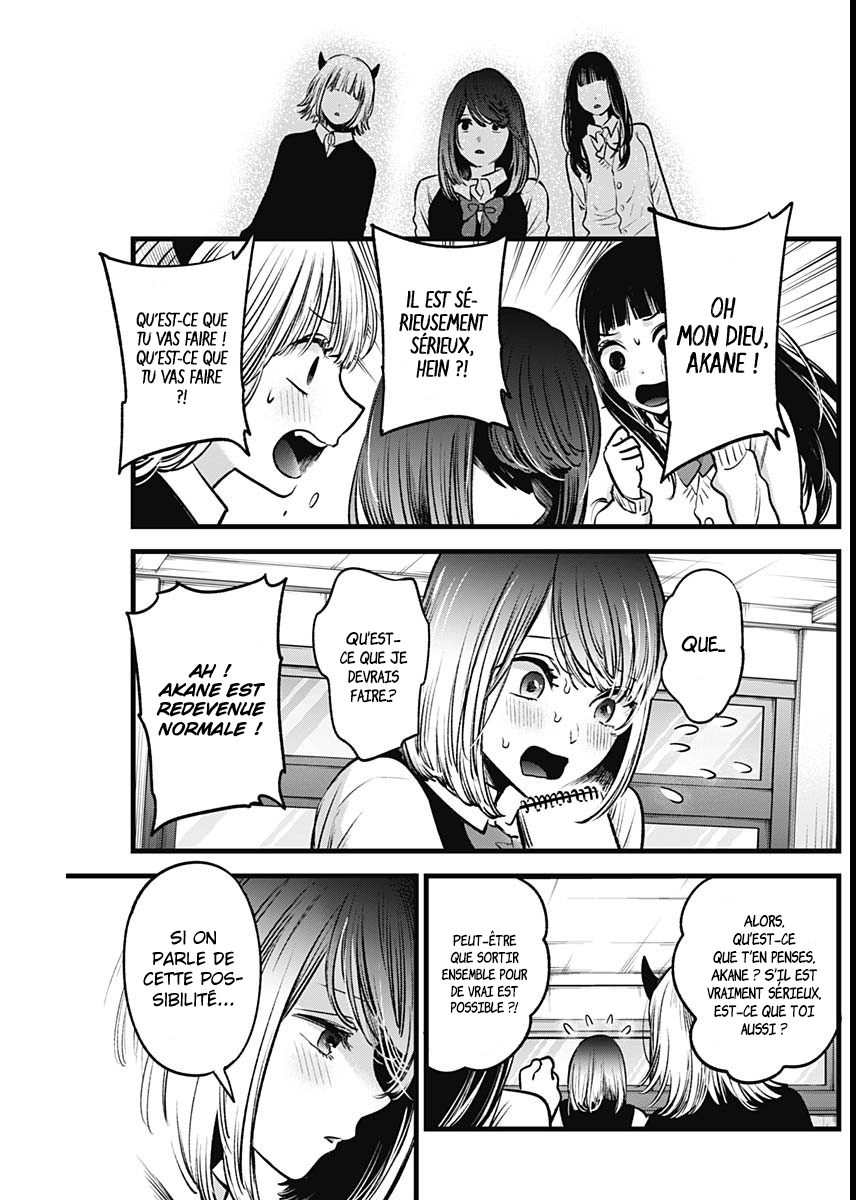 OH
MON DIEU,
AKANE !
IL EST SÉ-
RIEUSEMENT
SÉRIEUX,
HEIN ?!
QU'EST-CE QUE
TU VAS FAIRE !
QU'EST-CE QUE
TU VAS FAIRE
?!
QUE...
QU'EST-
CE QUE JE
DEVRAIS
FAIRE..?
AH !
AKANE EST
REDEVENUE
NORMALE !
ALORS,
QU'EST-CE
QUE T'EN PENSES,
AKANE ? S'IL EST
VRAIMENT SÉRIEUX,
EST-CE QUE TOI
AUSSI ?
PEUT-ÊTRE
QUE SORTIR
ENSEMBLE POUR
DE VRAI EST
POSSIBLE ?!
SI ON
PARLE DE
CETTE POS-
SIBILITÉ...